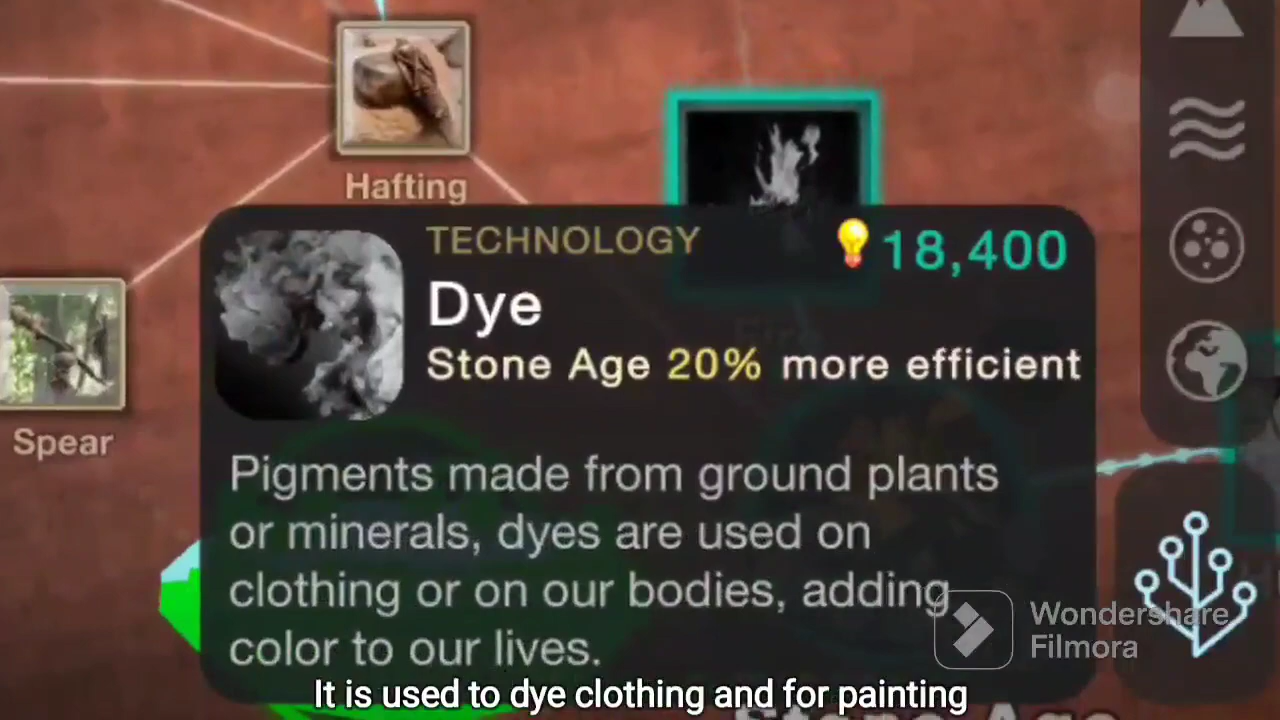 Hafting
TECHNOLOGY
18,400
Dye
Stone Age 20% more efficient
Spear
Pigments made from ground plants
or minerals, dyes are used on
clothing or on our bodies, adding
color to our lives.
Wondershare
Filmora
It is used to dye clothing and for painting
Stone Age